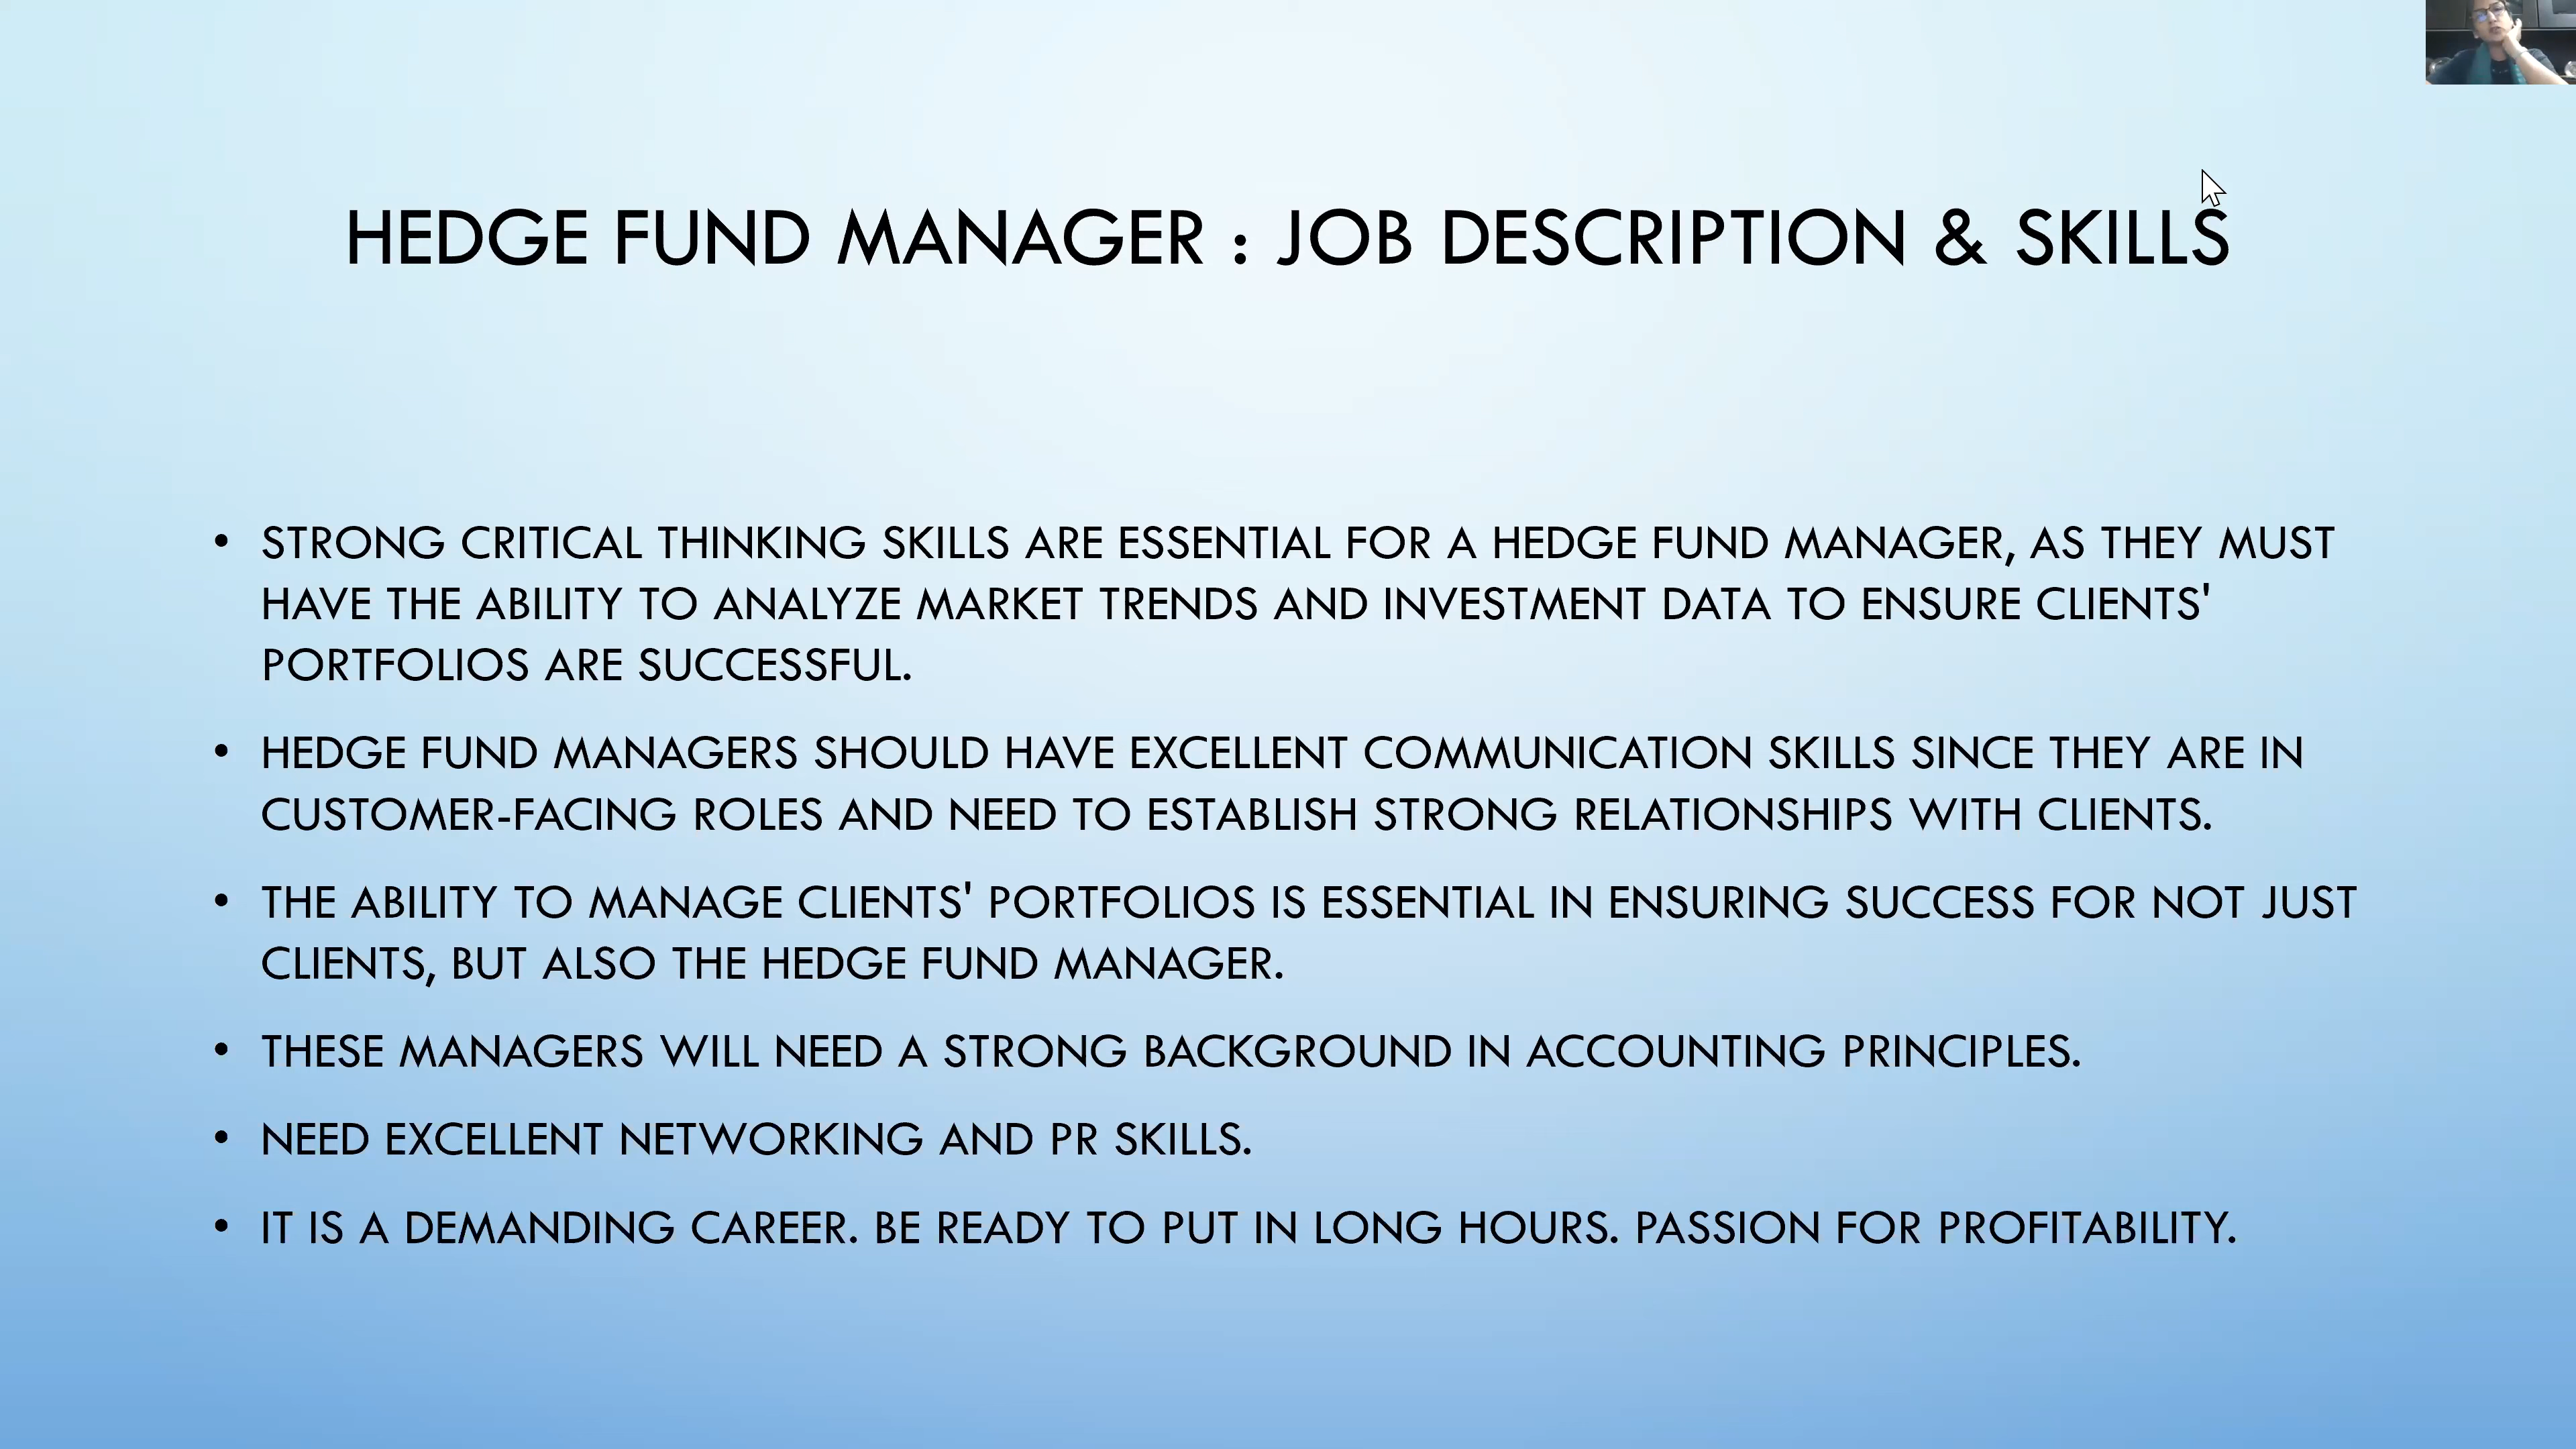 HEDGE FUND MANAGER : JOB DESCRIPTION & SKILLS
• STRONG CRITICAL THINKING SKILLS ARE ESSENTIAL FOR A HEDGE FUND MANAGER, AS THEY MUST
HAVE THE ABILITY TO ANALYZE MARKET TRENDS AND INVESTMENT DATA TO ENSURE CLIENTS'
PORTFOLIOS ARE SUCCESSFUL.
• HEDGE FUND MANAGERS SHOULD HAVE EXCELLENT COMMUNICATION SKILLS SINCE THEY ARE IN
CUSTOMER-FACING ROLES AND NEED TO ESTABLISH STRONG RELATIONSHIPS WITH CLIENTS.
• THE ABILITY TO MANAGE CLIENTS' PORTFOLIOS IS ESSENTIAL IN ENSURING SUCCESS FOR NOT JUST
CLIENTS, BUT ALSO THE HEDGE FUND MANAGER.
• THESE MANAGERS WILL NEED A STRONG BACKGROUND IN ACCOUNTING PRINCIPLES.
• NEED EXCELLENT NETWORKING AND PR SKILLS.
• IT IS A DEMANDING CAREER. BE READY TO PUT IN LONG HOURS. PASSION FOR PROFITABILITY.